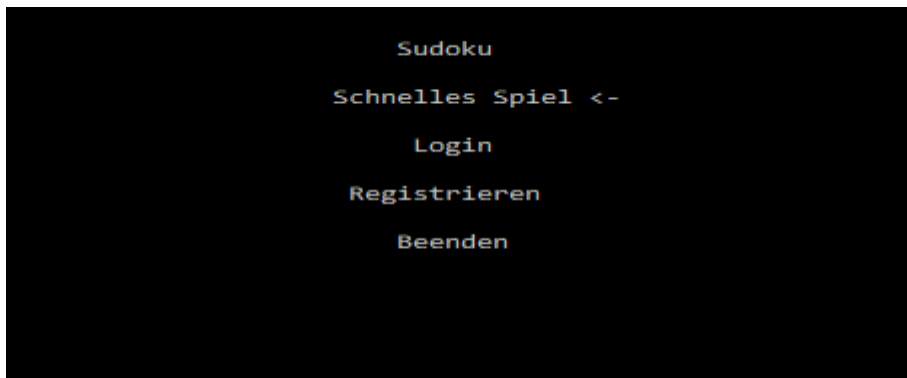 Sudoku
Schnelles Spiel <-
Login
Registrieren
Beenden